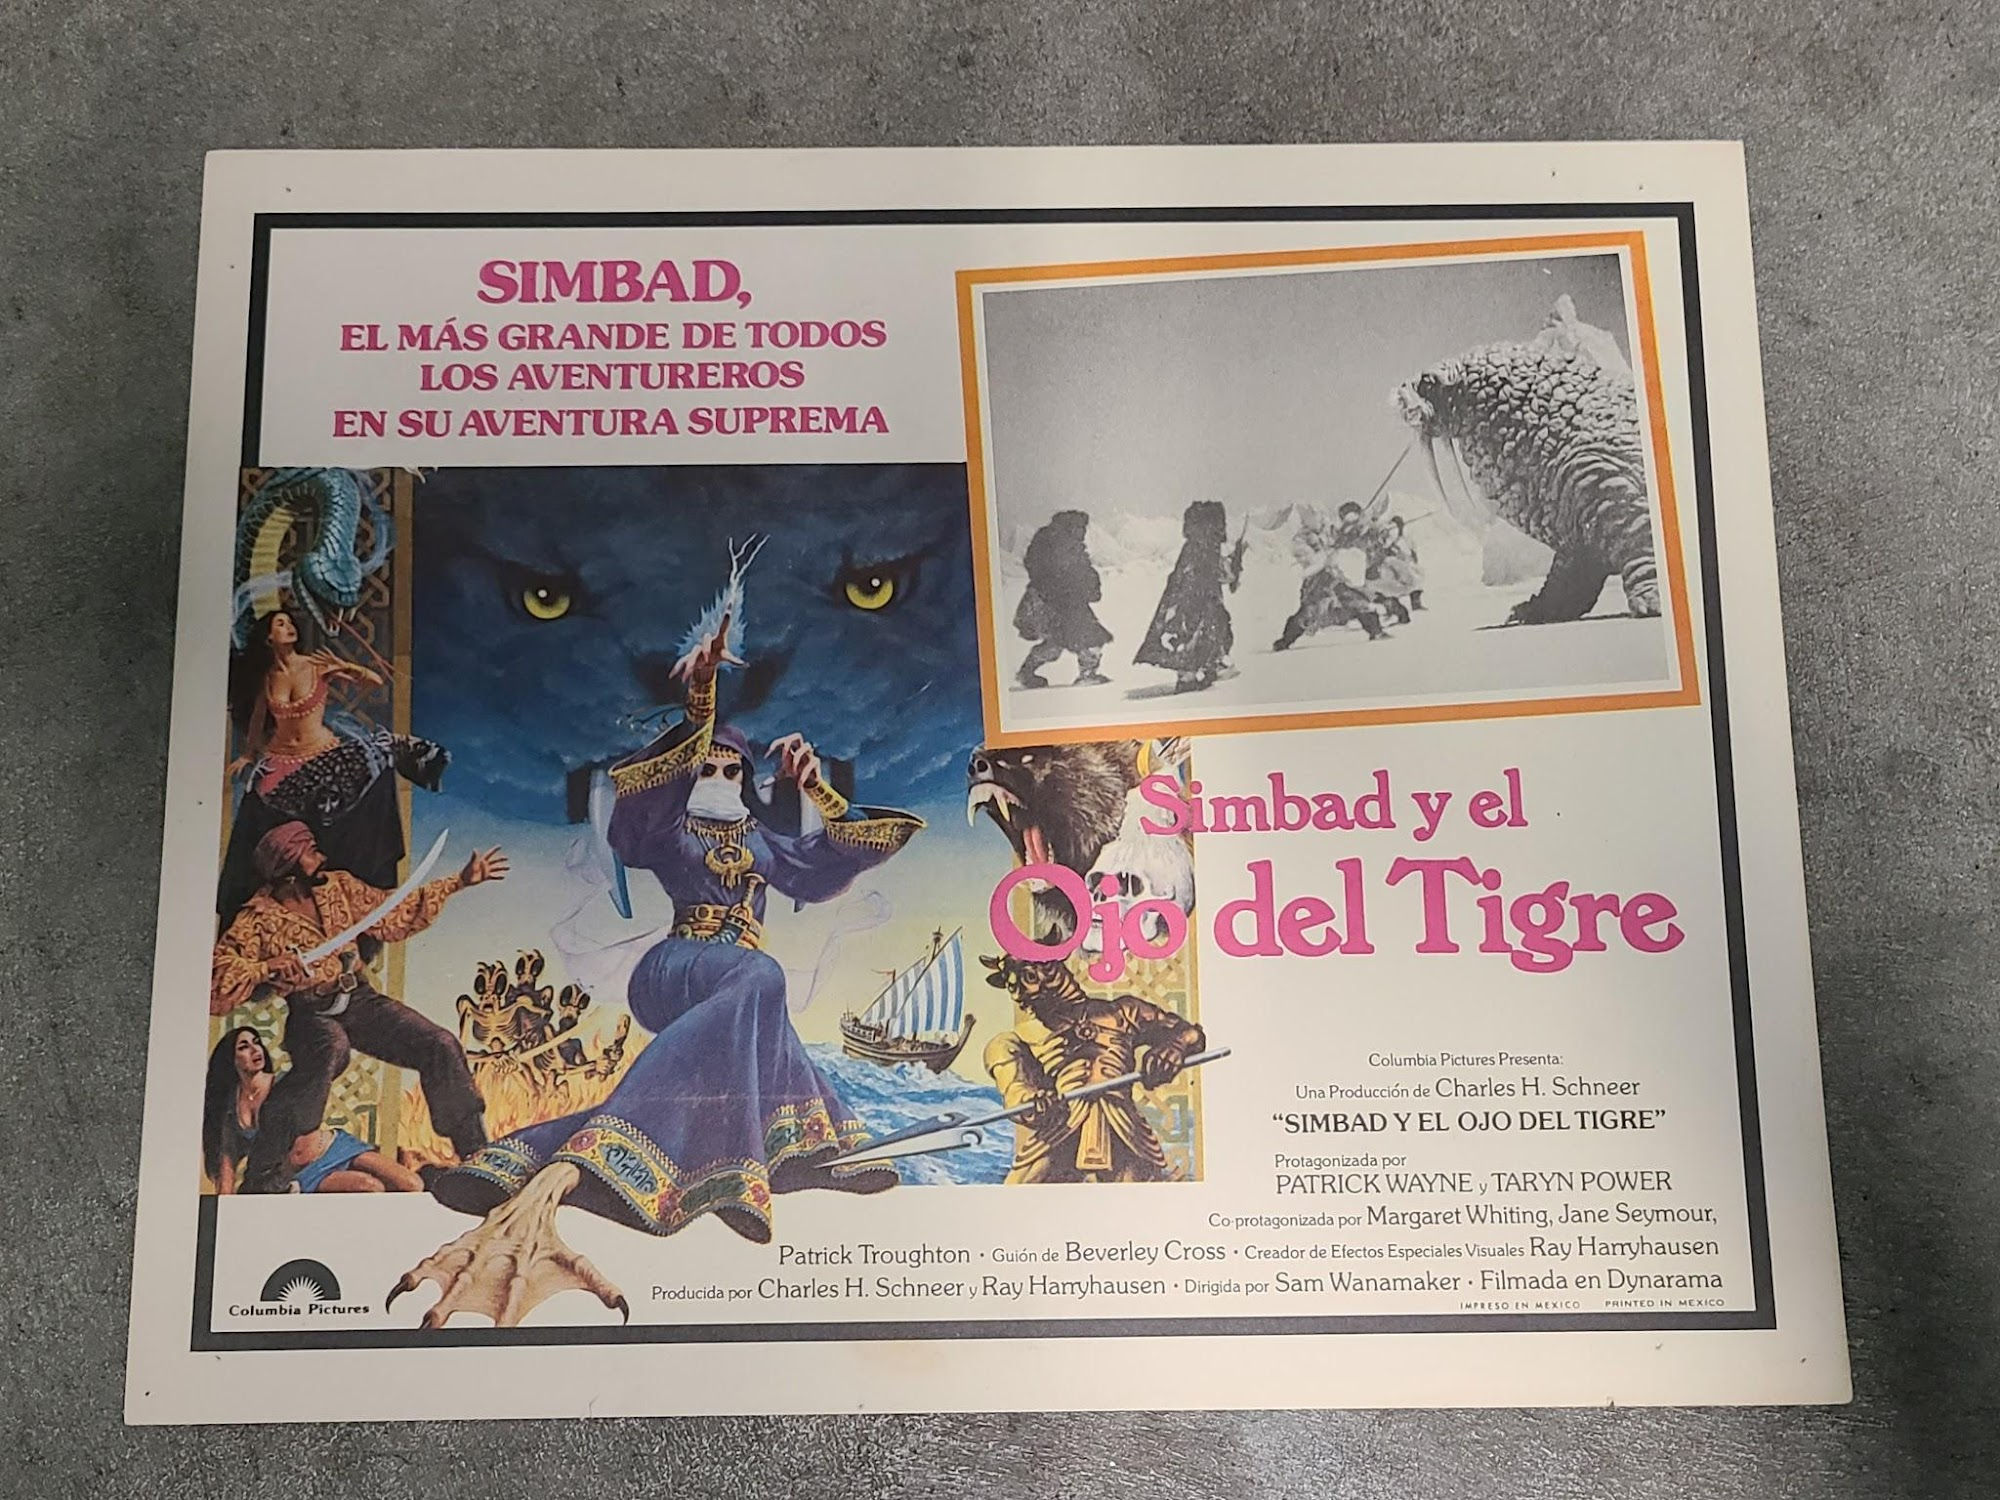 SIMBAD,
EL MÁS GRANDE DE TODOS
LOS AVENTUREROS
EN SU AVENTURA SUPREMA
Simbad y el
Ojo del Tigre
Columbia Pictures Presenta:
Una Producción de Charles H. Schneer
"SIMBAD Y EL OJO DEL TIGRE"
Protagonizada por
PATRICK WAYNE y TARYN POWER
Co-protagonizada por Margaret Whiting, Jane Seymour,
Patrick Troughton · Guión de Beverley Cross · Creador de Efectos Especiales Visuales Ray Harryhausen
Producida por Charles H. Schneer y Ray Harryhausen · Dirigida por Sam Wanamaker · Filmada en Dynarama
IMPRESO EN MEXICO PRINTED IN MEXICO
Columbia Pictures